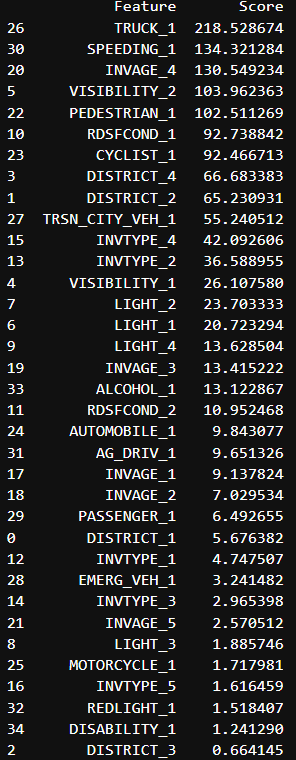 Feature Score
26 TRUCK_1 218.528674
30 SPEEDING_1 134.321284
20 INVAGE_4 130.549234
5 VISIBILITY_2 103.962363
22 PEDESTRIAN_1 102.511269
10 RDSFCOND_1 92.738842
23 CYCLIST_1 92.466713
3 DISTRICT_4 66.683383
1 DISTRICT_2 65.230931
27 TRSN_CITY_VEH_1 55.240512
15 INVTYPE_4 42.092606
13 INVTYPE_2 36.588955
4 VISIBILITY_1 26.107580
7 LIGHT_2 23.703333
6 LIGHT_1 20.723294
9 LIGHT_4 13.628504
19 INVAGE_3 13.415222
33 ALCOHOL_1 13.122867
11 RDSFCOND_2 10.952468
24 AUTOMOBILE_1 9.843077
31 AG_DRIV_1 9.651326
17 INVAGE_1 9.137824
18 INVAGE_2 7.029534
29 PASSENGER_1 6.492655
0 DISTRICT_1 5.676382
12 INVTYPE_1 4.747507
28 EMERG_VEH_1 3.241482
14 INVTYPE_3 2.965398
21 INVAGE_5 2.570512
8 LIGHT_3 1.885746
25 MOTORCYCLE_1 1.717981
16 INVTYPE_5 1.616459
32 REDLIGHT_1 1.518407
34 DISABILITY_1 1.241290
2 DISTRICT_3 0.664145